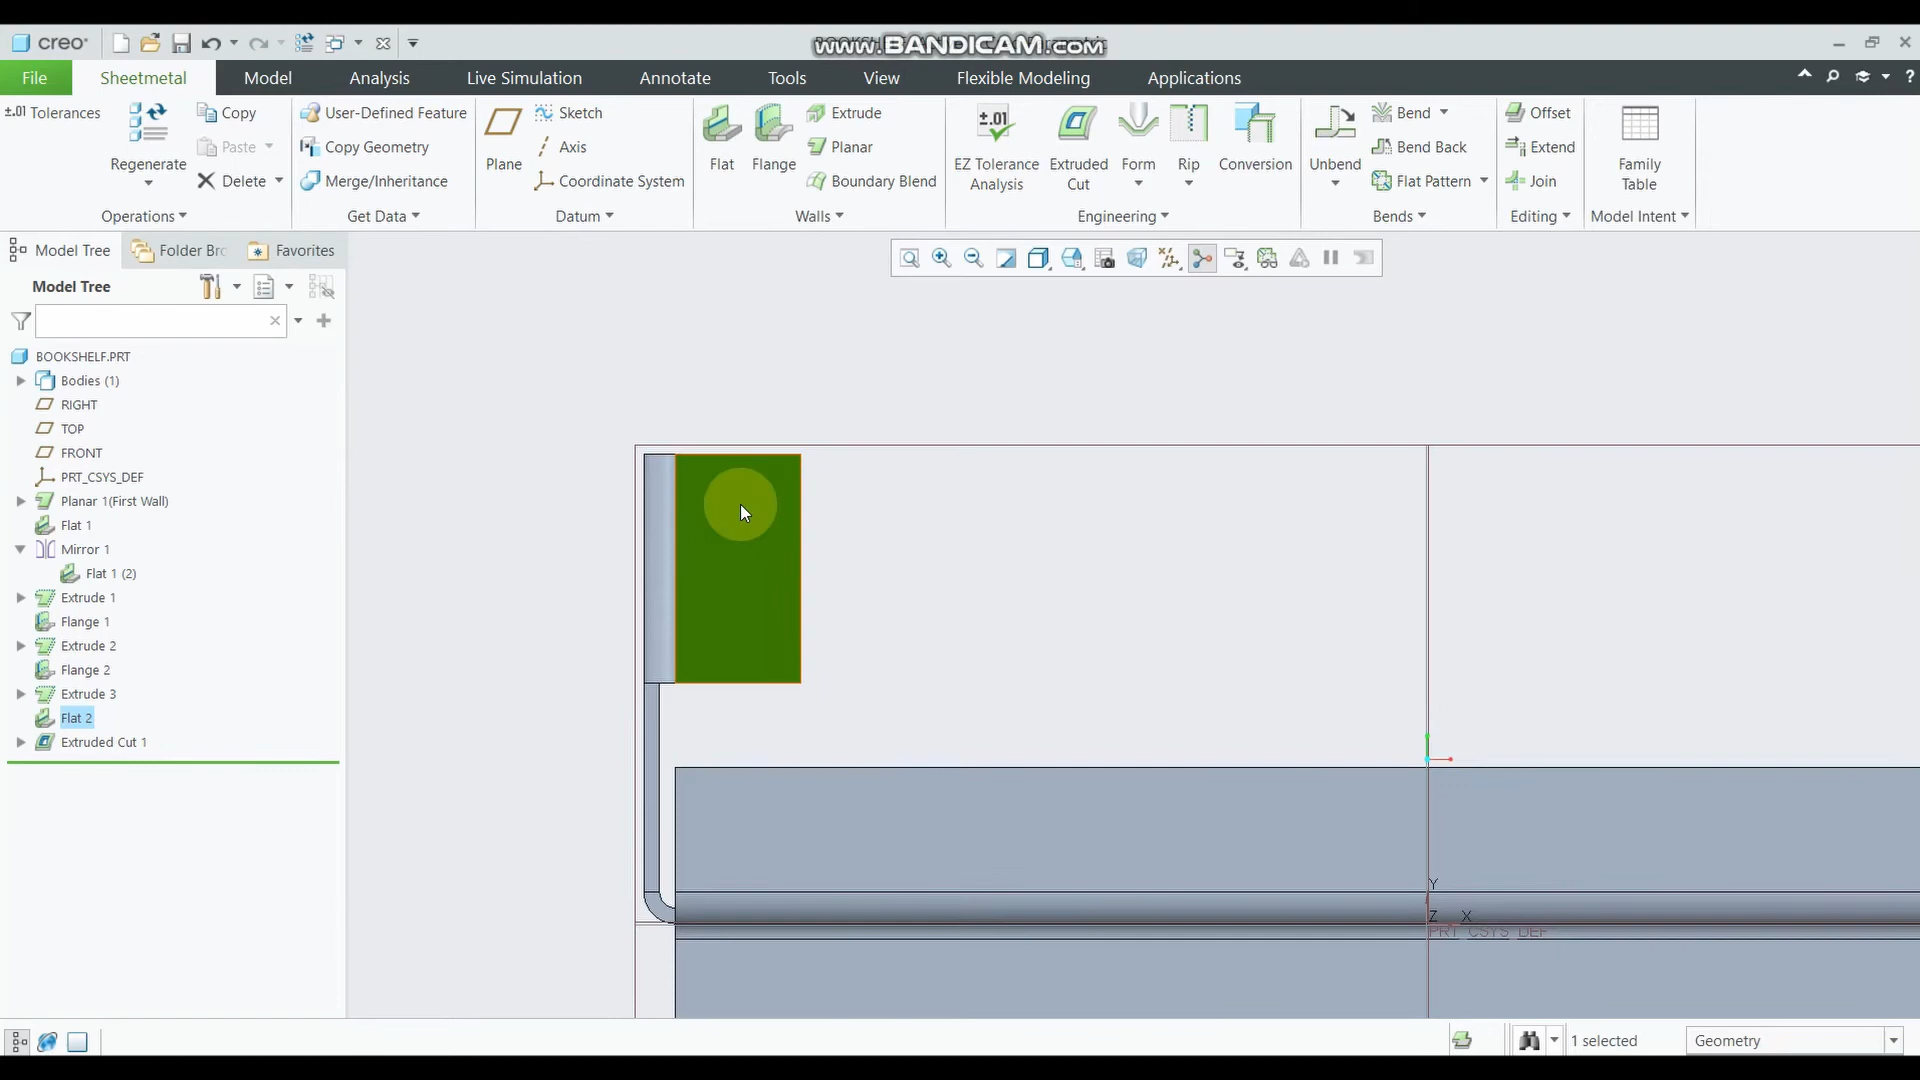 creo®
www.BANDICAM.com
File
Sheetmetal
Model
Analysis
Live Simulation
Annotate
Tools
View
Flexible Modeling
Applications
±.01 Tolerances
Regenerate
Copy
Paste
Delete
Operations
User-Defined Feature
Copy Geometry
Merge/Inheritance
Get Data
Plane
Sketch
Axis
Coordinate System
Datum
Flat
Flange
Extrude
Planar
Boundary Blend
Walls
±.01
EZ Tolerance
Analysis
Extruded
Cut
Form
Rip
Conversion
Engineering
Unbend
Bend
Bend Back
Flat Pattern
Bends
Offset
Extend
Join
Editing
Family
Table
Model Intent
Model Tree
Folder Br
Favorites
Model Tree
BOOKSHELF.PRT
Bodies (1)
RIGHT
TOP
FRONT
PRT_CSYS_DEF
Planar 1(First Wall)
Flat 1
Mirror 1
Flat 1 (2)
Extrude 1
Flange 1
Extrude 2
Flange 2
Extrude 3
Flat 2
Extruded Cut 1
Y
Z X
PRT_CSYS_DEF
1 selected
Geometry